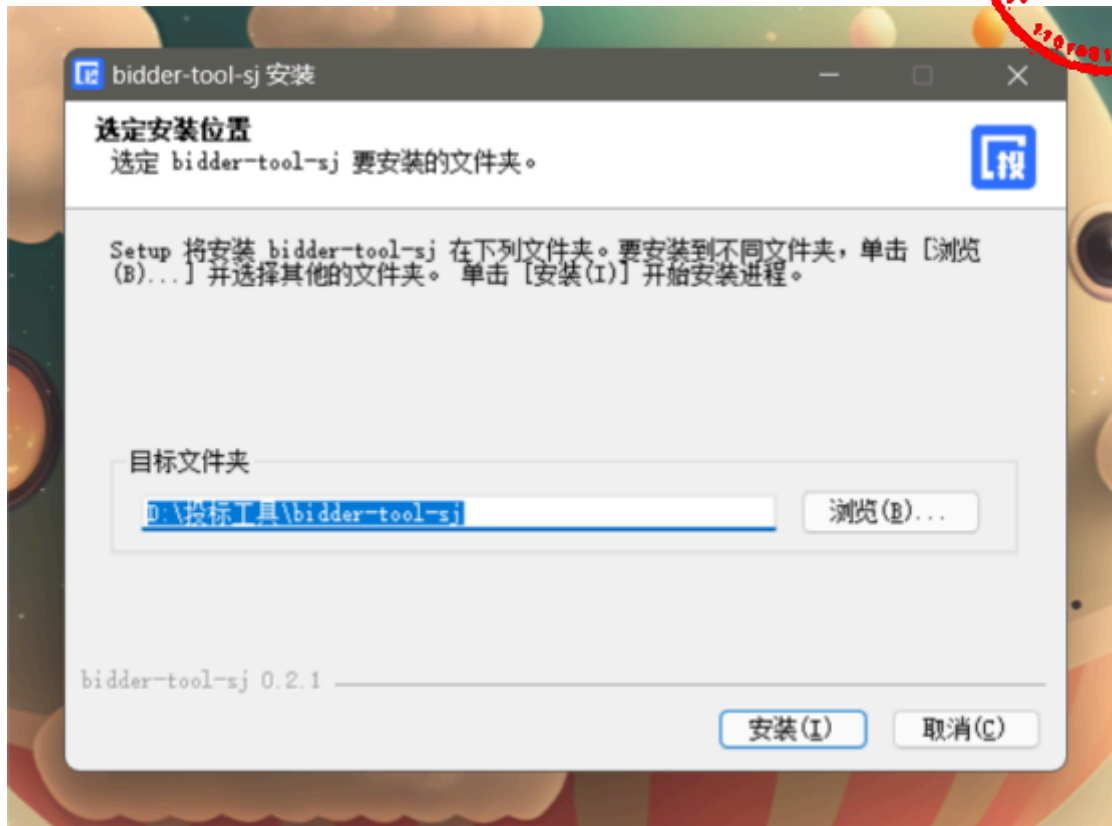 1101081
bidder-tool-sj 安装
选定安装位置
选定 bidder-tool-sj 要安装的文件夹。
投
Setup 将安装 bidder-tool-sj 在下列文件夹。要安装到不同文件夹，单击 [浏览
(B)...] 并选择其他的文件夹。 单击 [安装(I)] 开始安装进程。
目标文件夹
D:\投标工具\bidder-tool-sj
浏览(B)...
bidder-tool-sj 0.2.1
安装(I)
取消(C)